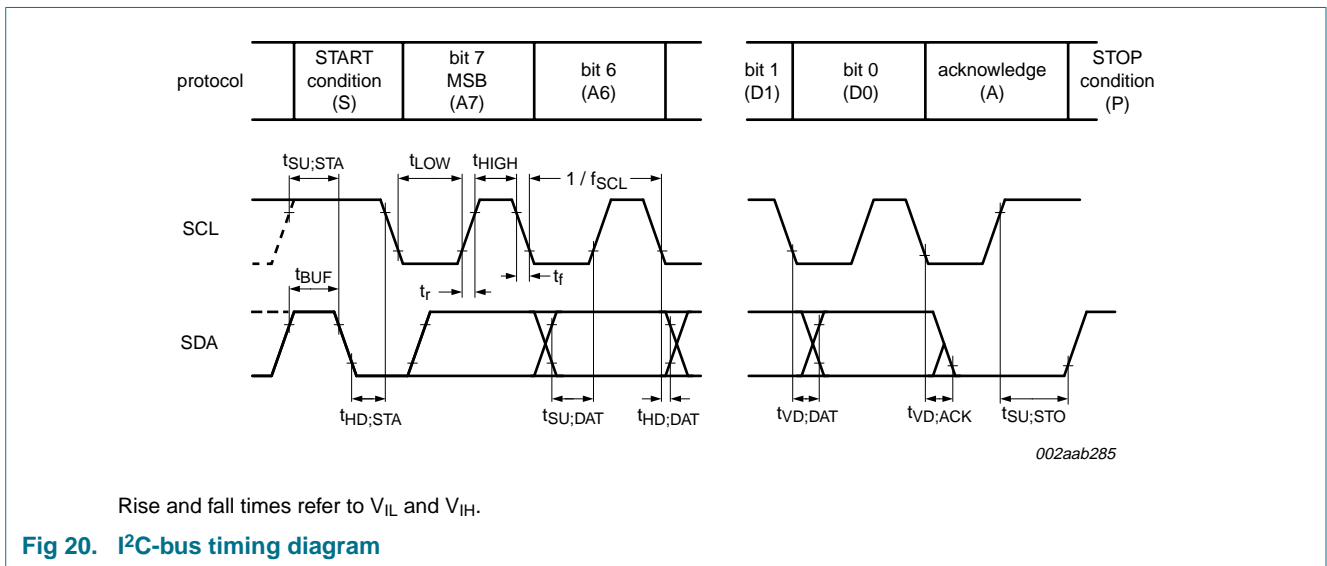 protocol
START
condition
(S)
bit 7
MSB
(A7)
bit 6
(A6)
bit 1
(D1)
bit 0
(D0)
acknowledge
(A)
STOP
condition
(P)
tSU;STA
tLOW
tHIGH
1 / fSCL
SCL
tBUF
tr
tf
SDA
tHD;STA
tSU;DAT
tHD;DAT
tVD;DAT
tVD;ACK
tSU;STO
002aab285
Rise and fall times refer to VIL and VIH.
Fig 20. I²C-bus timing diagram